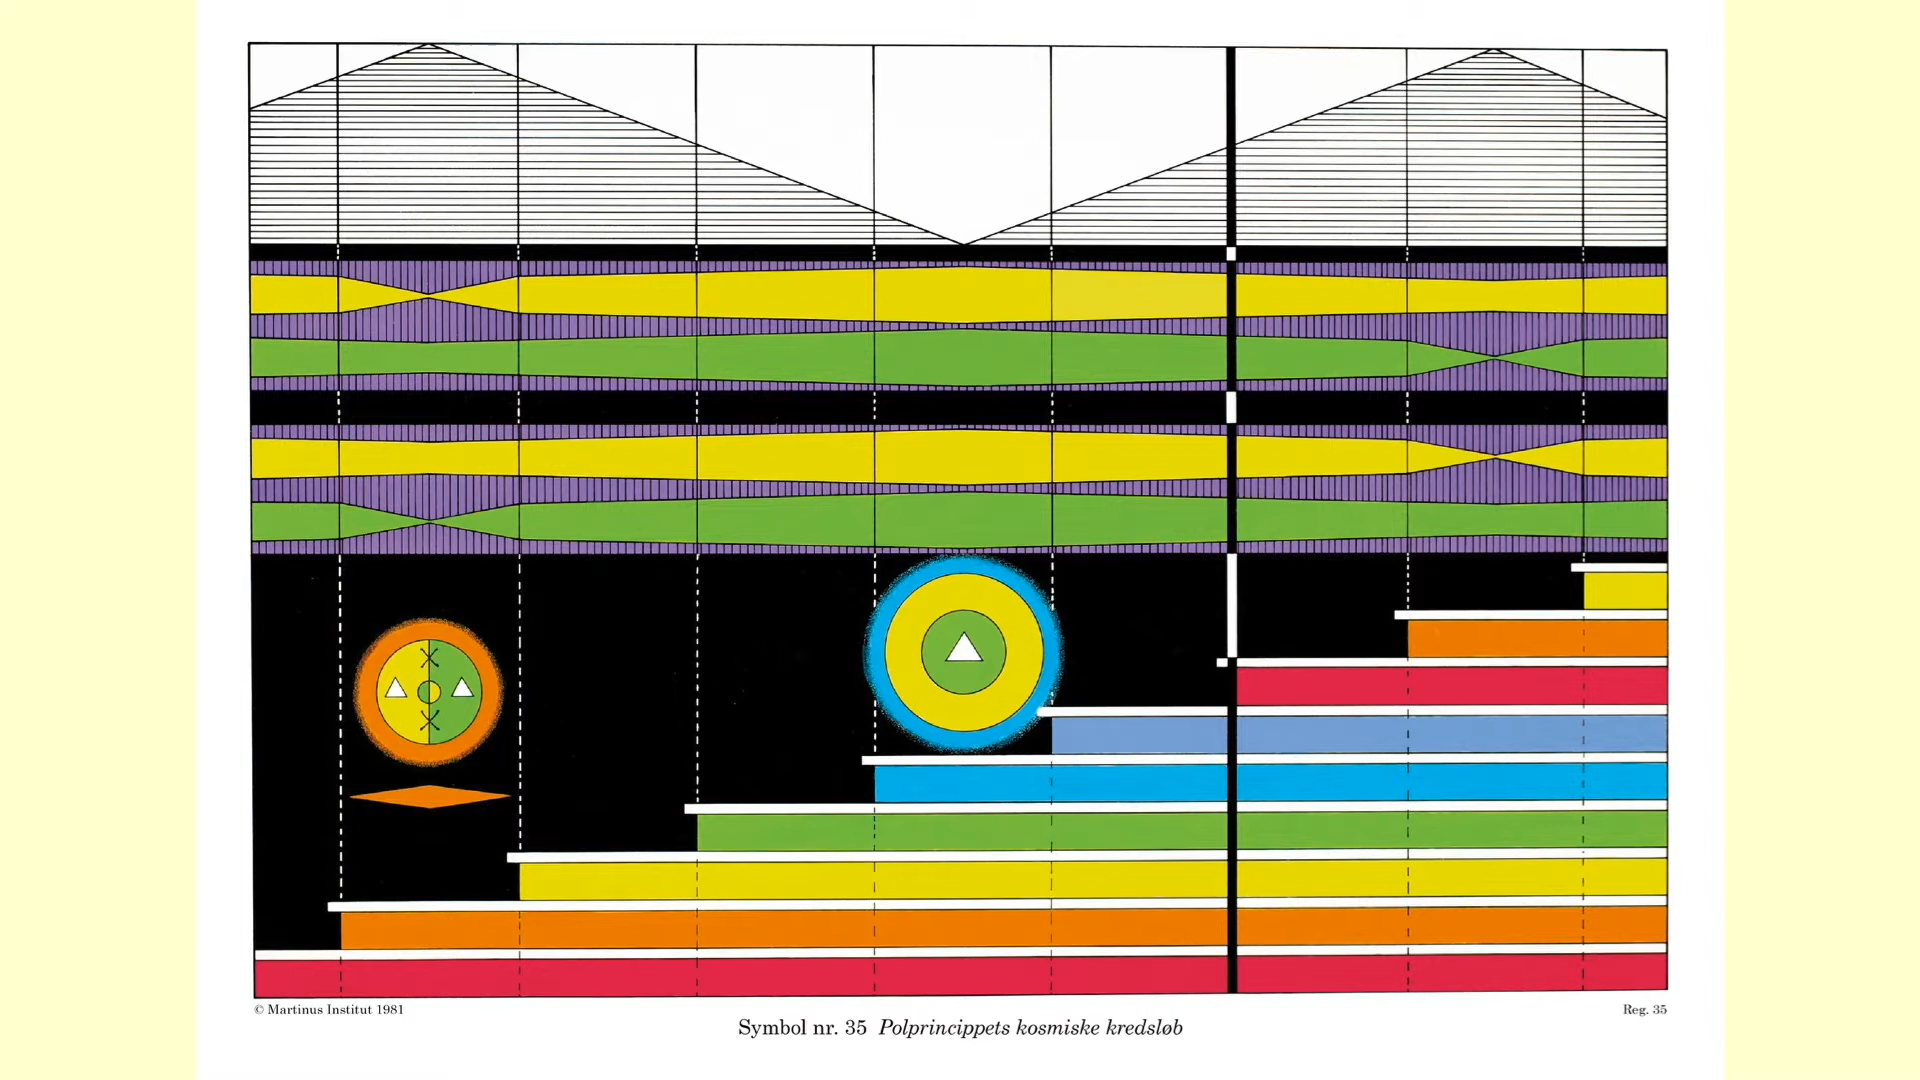 © Martinus Institut 1981
Reg. 35
Symbol nr. 35 Polprincippets kosmiske kredsløb